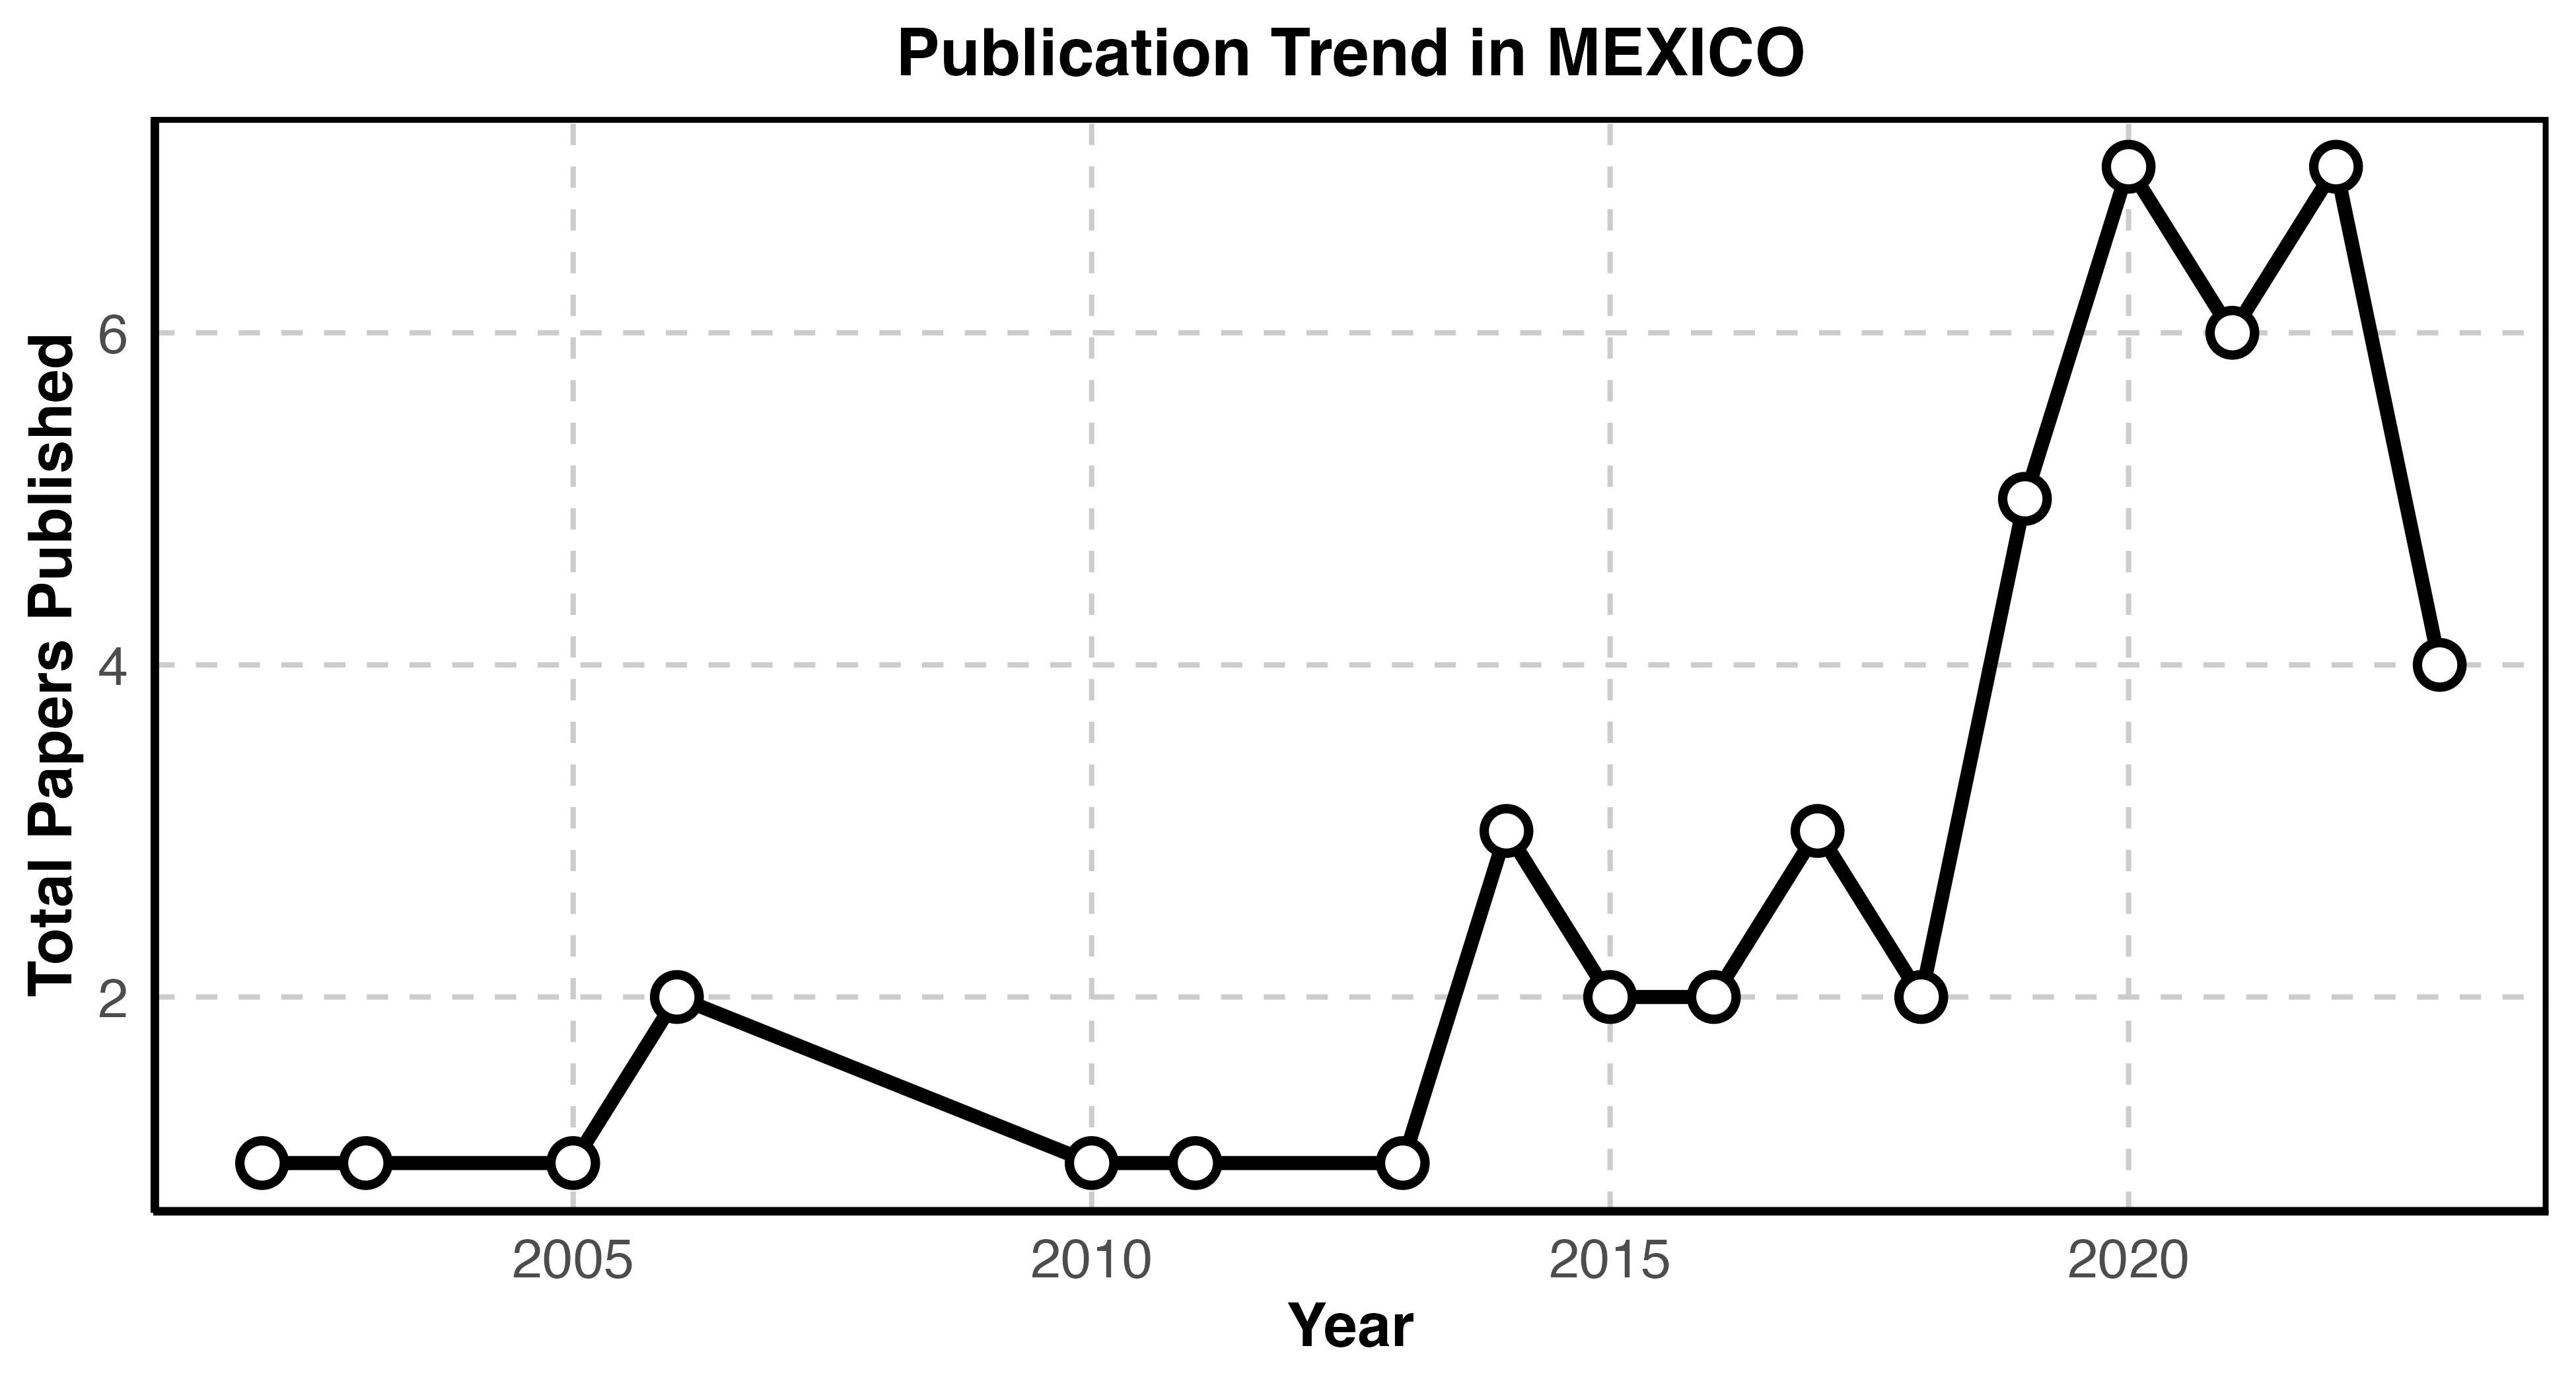 Publication Trend in MEXICO
Total Papers Published
6
4
2
2005 2010 2015 2020
Year